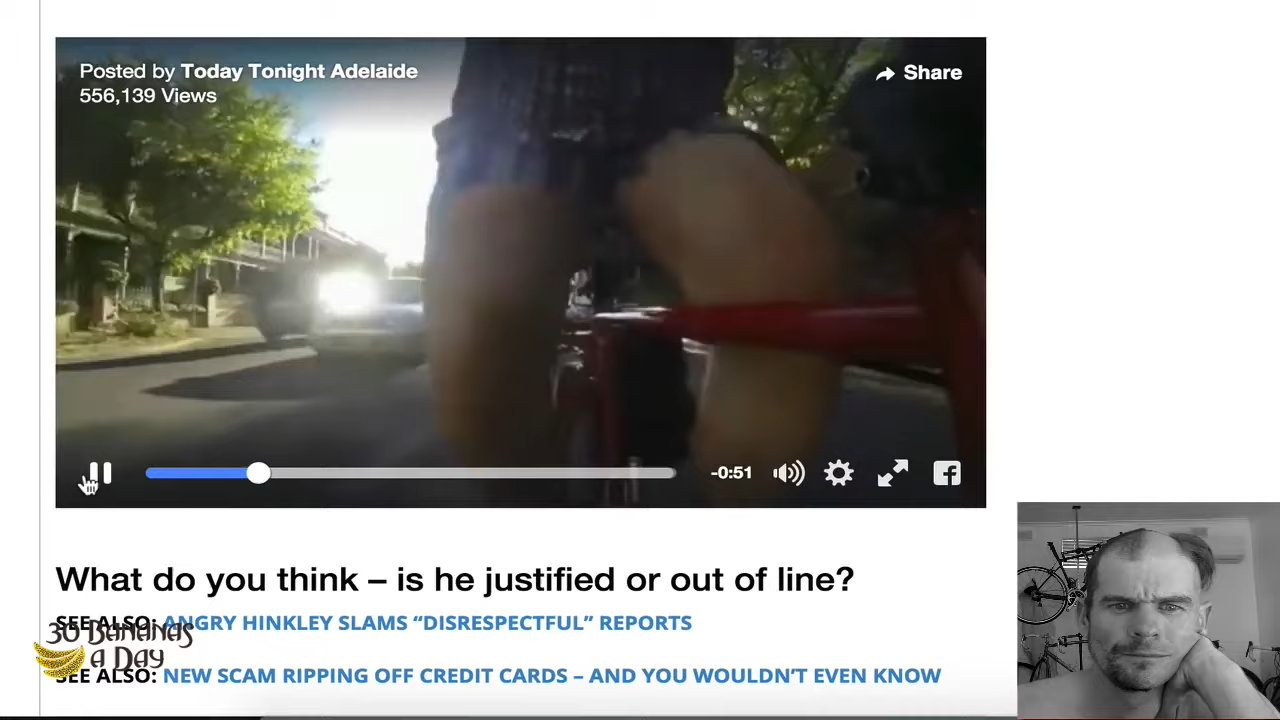 Posted by Today Tonight Adelaide
Share
556,139 Views
-0:51
What do you think – is he justified or out of line?
SEE ALSO: ANGRY HINKLEY SLAMS “DISRESPECTFUL” REPORTS
30 Bananas
a Day
SEE ALSO: NEW SCAM RIPPING OFF CREDIT CARDS – AND YOU WOULDN’T EVEN KNOW